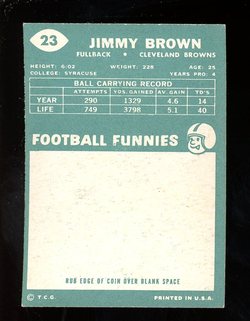 23
JIMMY BROWN
FULLBACK CLEVELAND BROWNS
HEIGHT: 6.02 WEIGHT: 228 AGE: 25
COLLEGE: SYRACUSE YEARS PRO: 4
BALL CARRYING RECORD
ATTEMPTS YDS. GAINED AV GAIN TD'S
YEAR 290 1329 4.6 14
LIFE 749 3798 5.1 40
FOOTBALL FUNNIES
RUB EDGE OF COIN OVER BLANK SPACE
© T.C.G. PRINTED IN U.S.A.